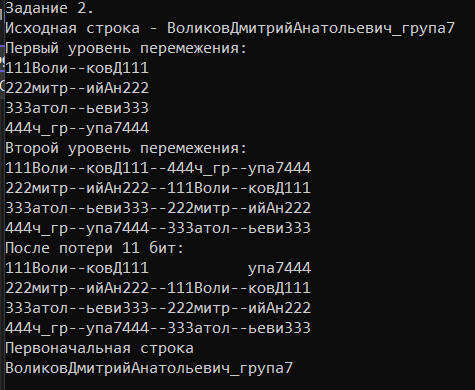 Задание 2.
Исходная строка - ВоликовДмитрийАнатольевич_група7
Первый уровень перемежения:
111Воли--ковД111
222митр--ийАн222
333атол--ьеви333
444ч_гр--упа7444
Второй уровень перемежения:
111Воли--ковД111--444ч_гр--упа7444
222митр--ийАн222--111Воли--ковД111
333атол--ьеви333--222митр--ийАн222
444ч_гр--упа7444--333атол--ьеви333
После потери 11 бит:
111Воли--ковД111           упа7444
222митр--ийАн222--111Воли--ковД111
333атол--ьеви333--222митр--ийАн222
444ч_гр--упа7444--333атол--ьеви333
Первоначальная строка
ВоликовДмитрийАнатольевич_група7